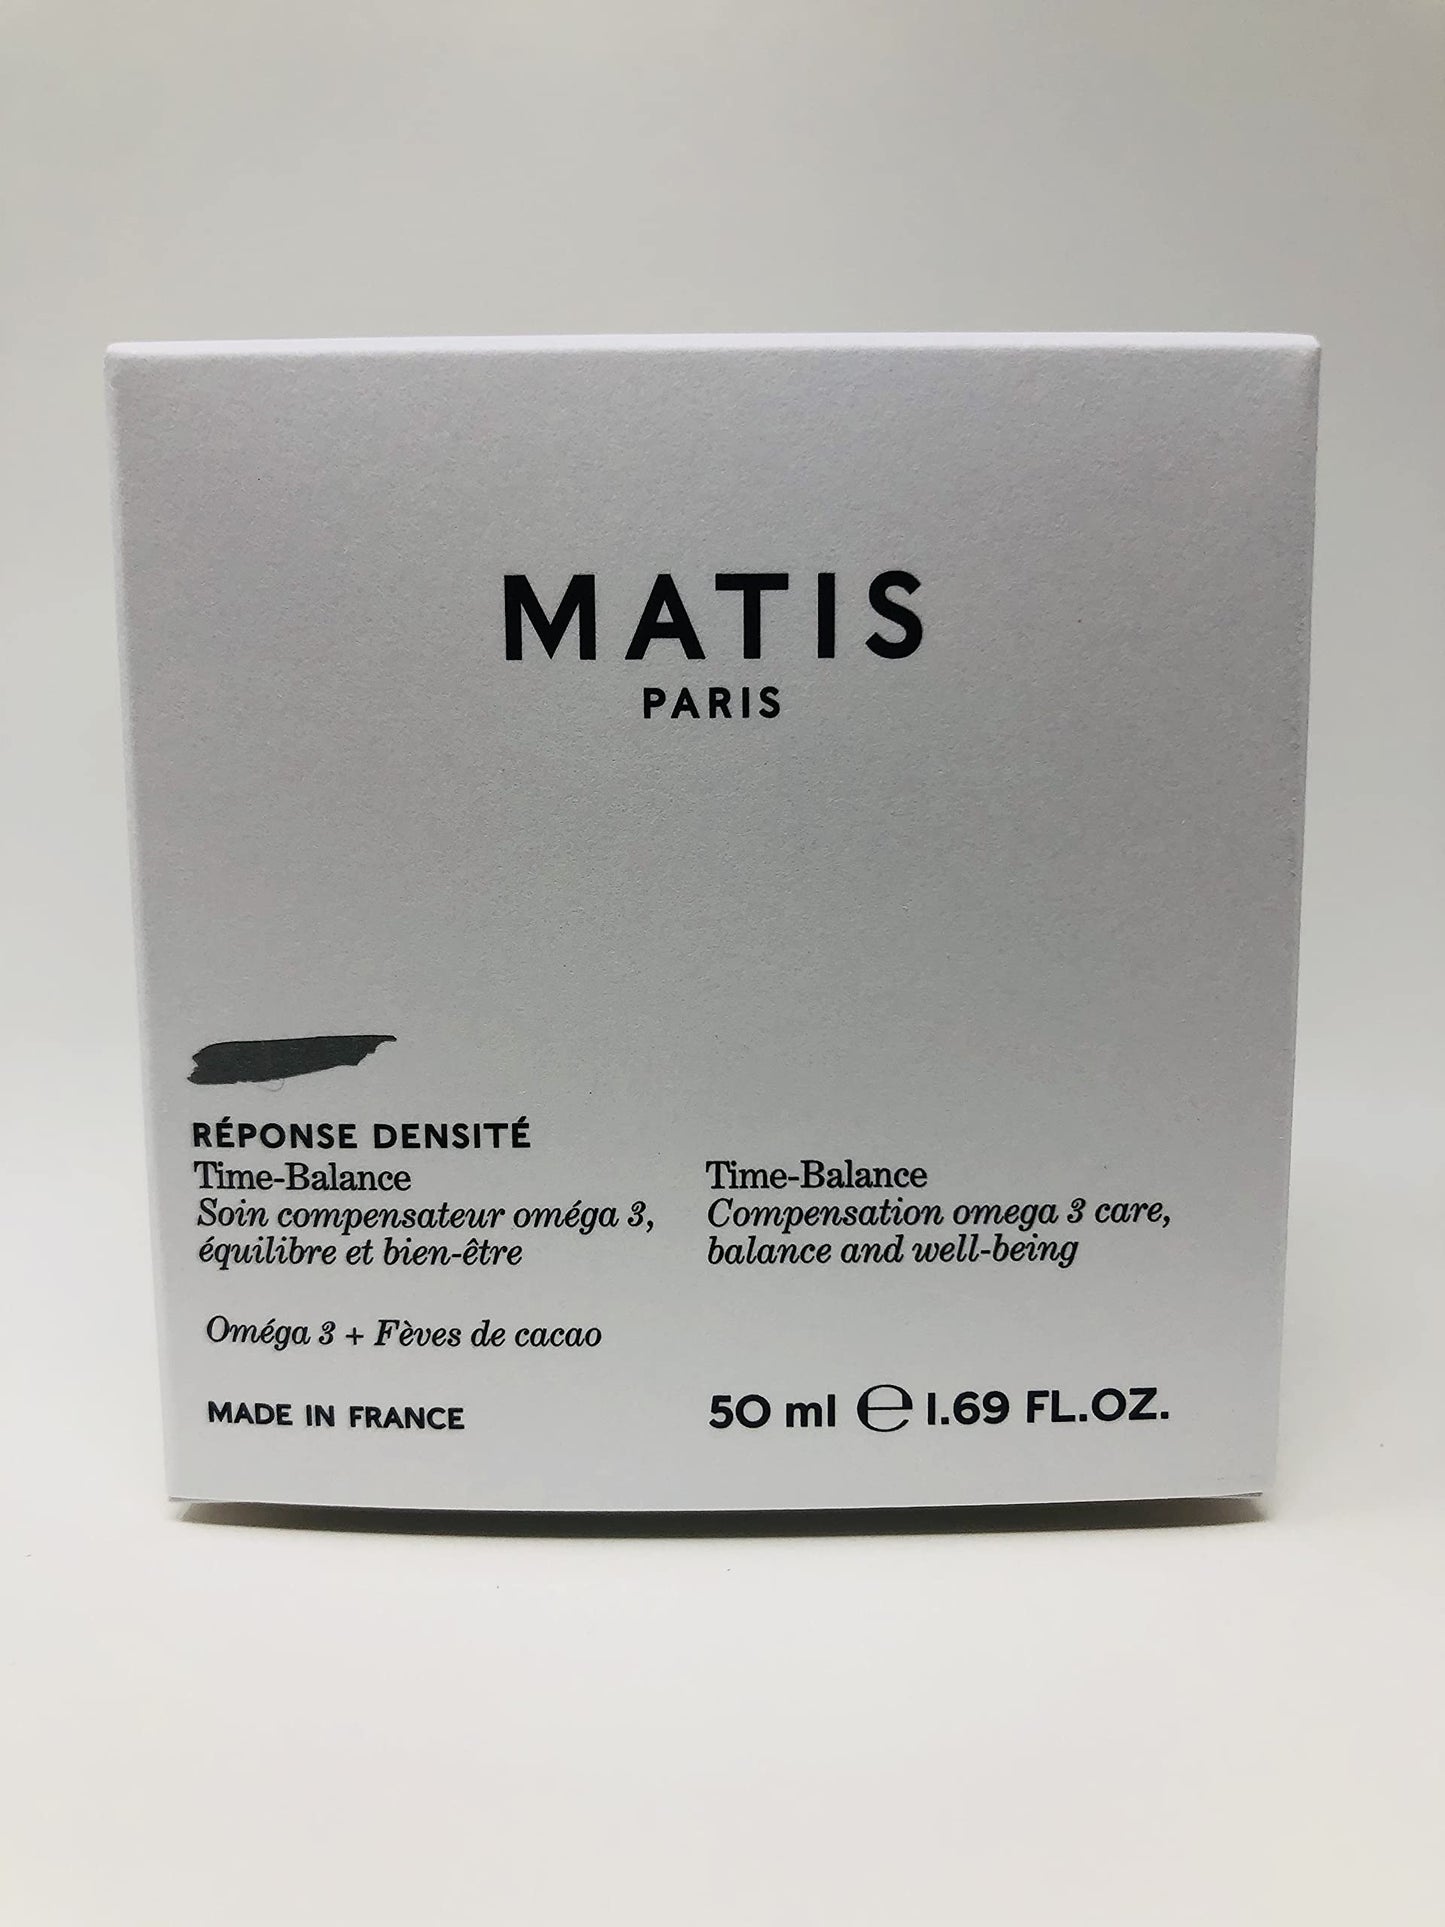 MATIS
PARIS
RÉPONSE DENSITÉ
Time-Balance
Soin compensateur oméga 3,
équilibre et bien-être
Oméga 3 + Fèves de cacao
MADE IN FRANCE
Time-Balance
Compensation omega 3 care,
balance and well-being
50 ml ℮ 1.69 FL.OZ.